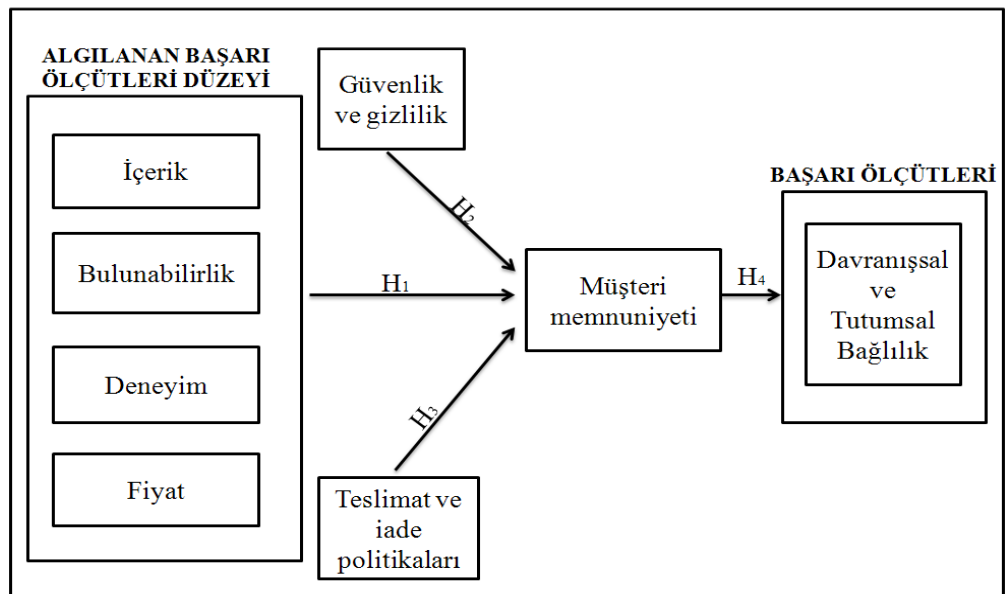 ALGILANAN BAŞARI
ÖLÇÜTLERİ DÜZEYİ
İçerik
Bulunabilirlik
Deneyim
Fiyat
Güvenlik
ve gizlilik
H2
H1
H3
Teslimat ve
iade
politikaları
Müşteri
memnuniyeti
H4
BAŞARI ÖLÇÜTLERİ
Davranışsal
ve
Tutumsal
Bağlılık